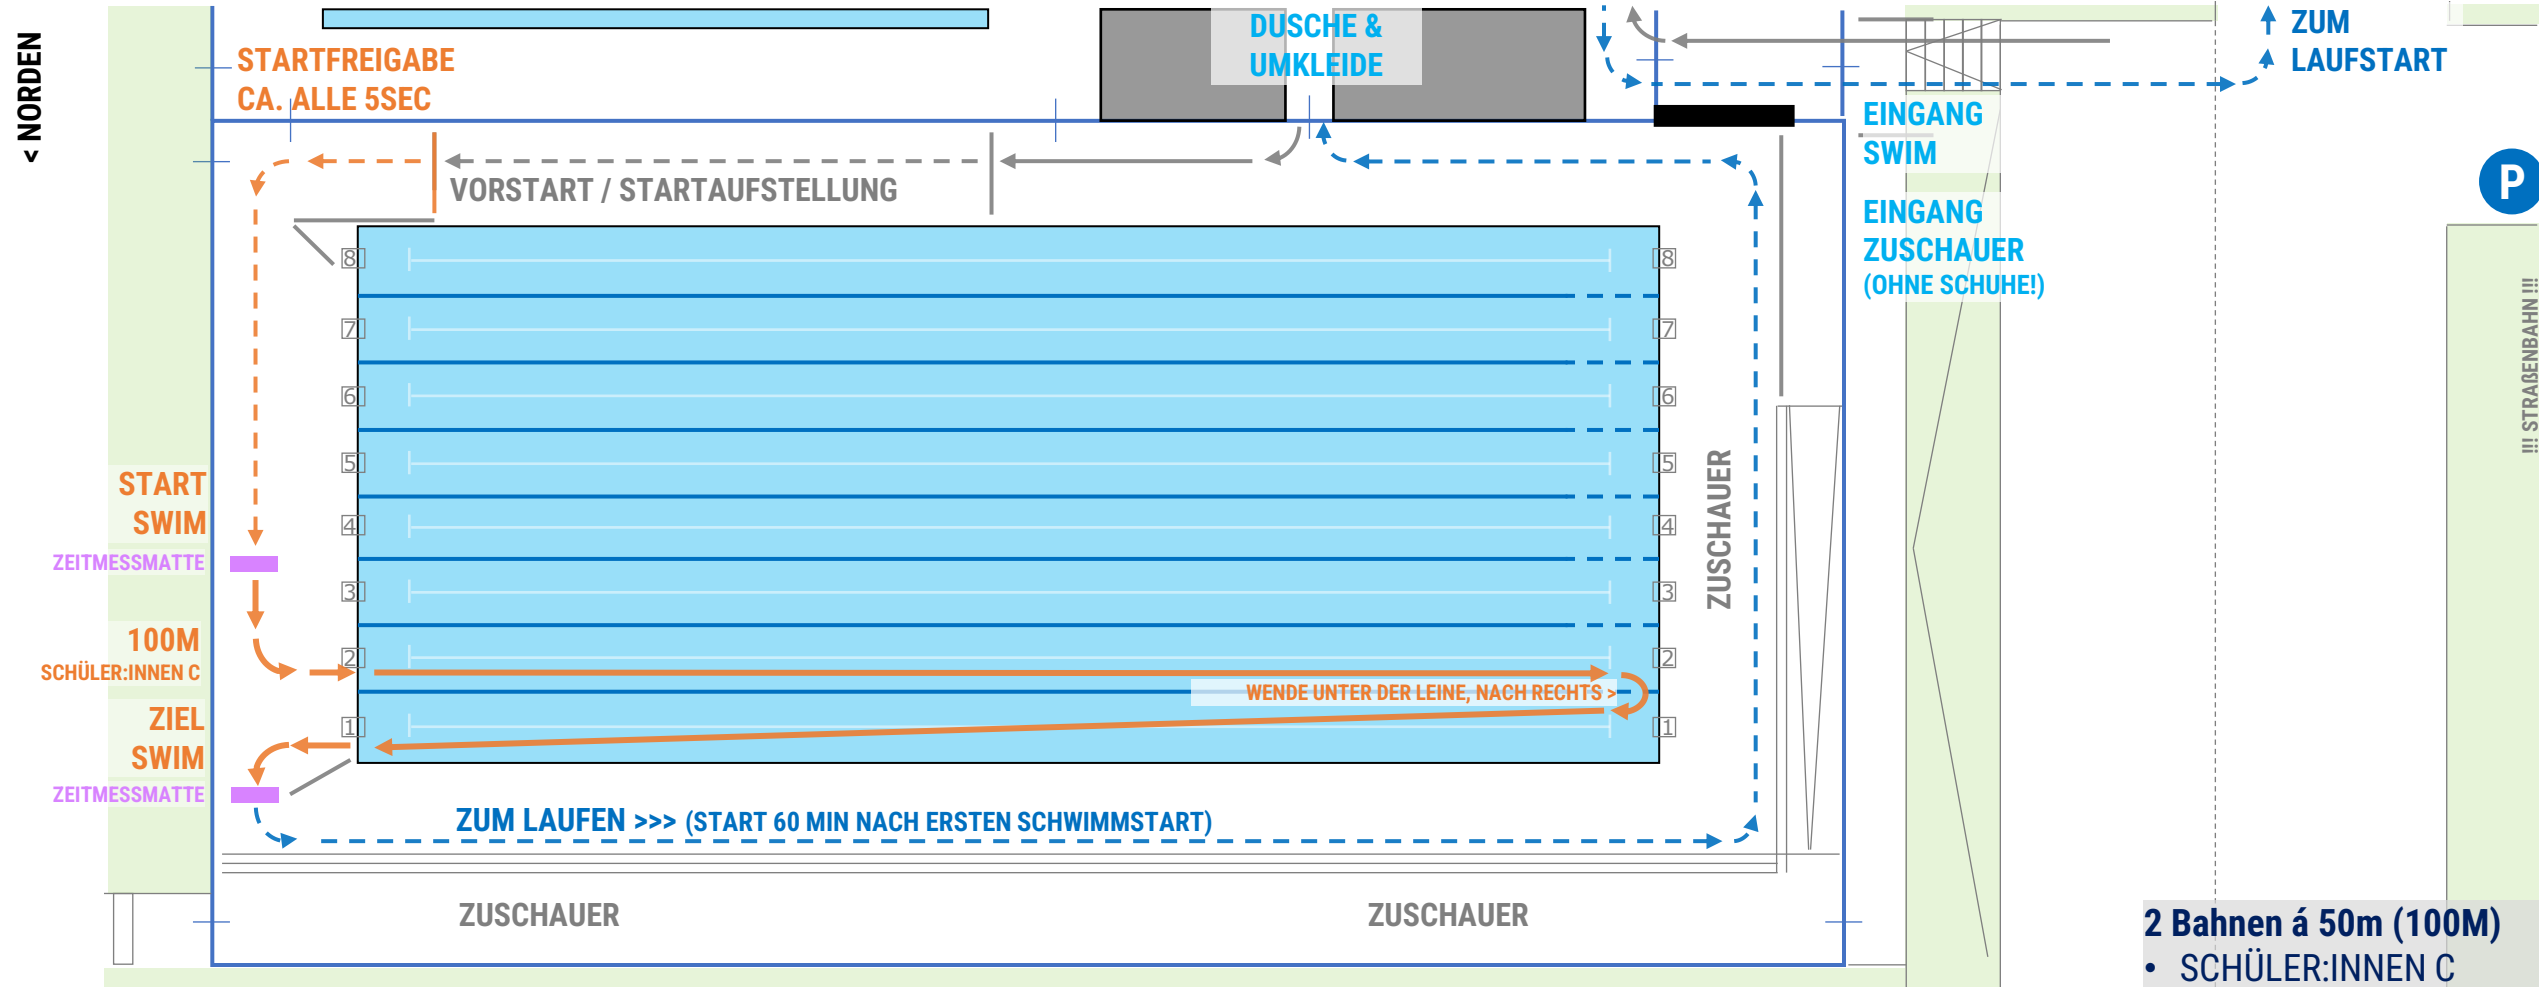 < NORDEN
STARTFREIGABE
CA. ALLE 5SEC
DUSCHE &
UMKLEIDE
ZUM
LAUFSTART
EINGANG
SWIM
EINGANG
ZUSCHAUER
(OHNE SCHUHE!)
P
!!! STRAßENBAHN !!!
VORSTART / STARTAUFSTELLUNG
8
8
7
7
6
6
5
5
4
4
3
3
2
2
1
1
START
SWIM
ZEITMESSMATTE
100M
SCHÜLER:INNEN C
ZIEL
SWIM
ZEITMESSMATTE
WENDE UNTER DER LEINE, NACH RECHTS >
ZUSCHAUER
ZUM LAUFEN >>> (START 60 MIN NACH ERSTEN SCHWIMMSTART)
ZUSCHAUER
ZUSCHAUER
2 Bahnen á 50m (100M)
• SCHÜLER:INNEN C